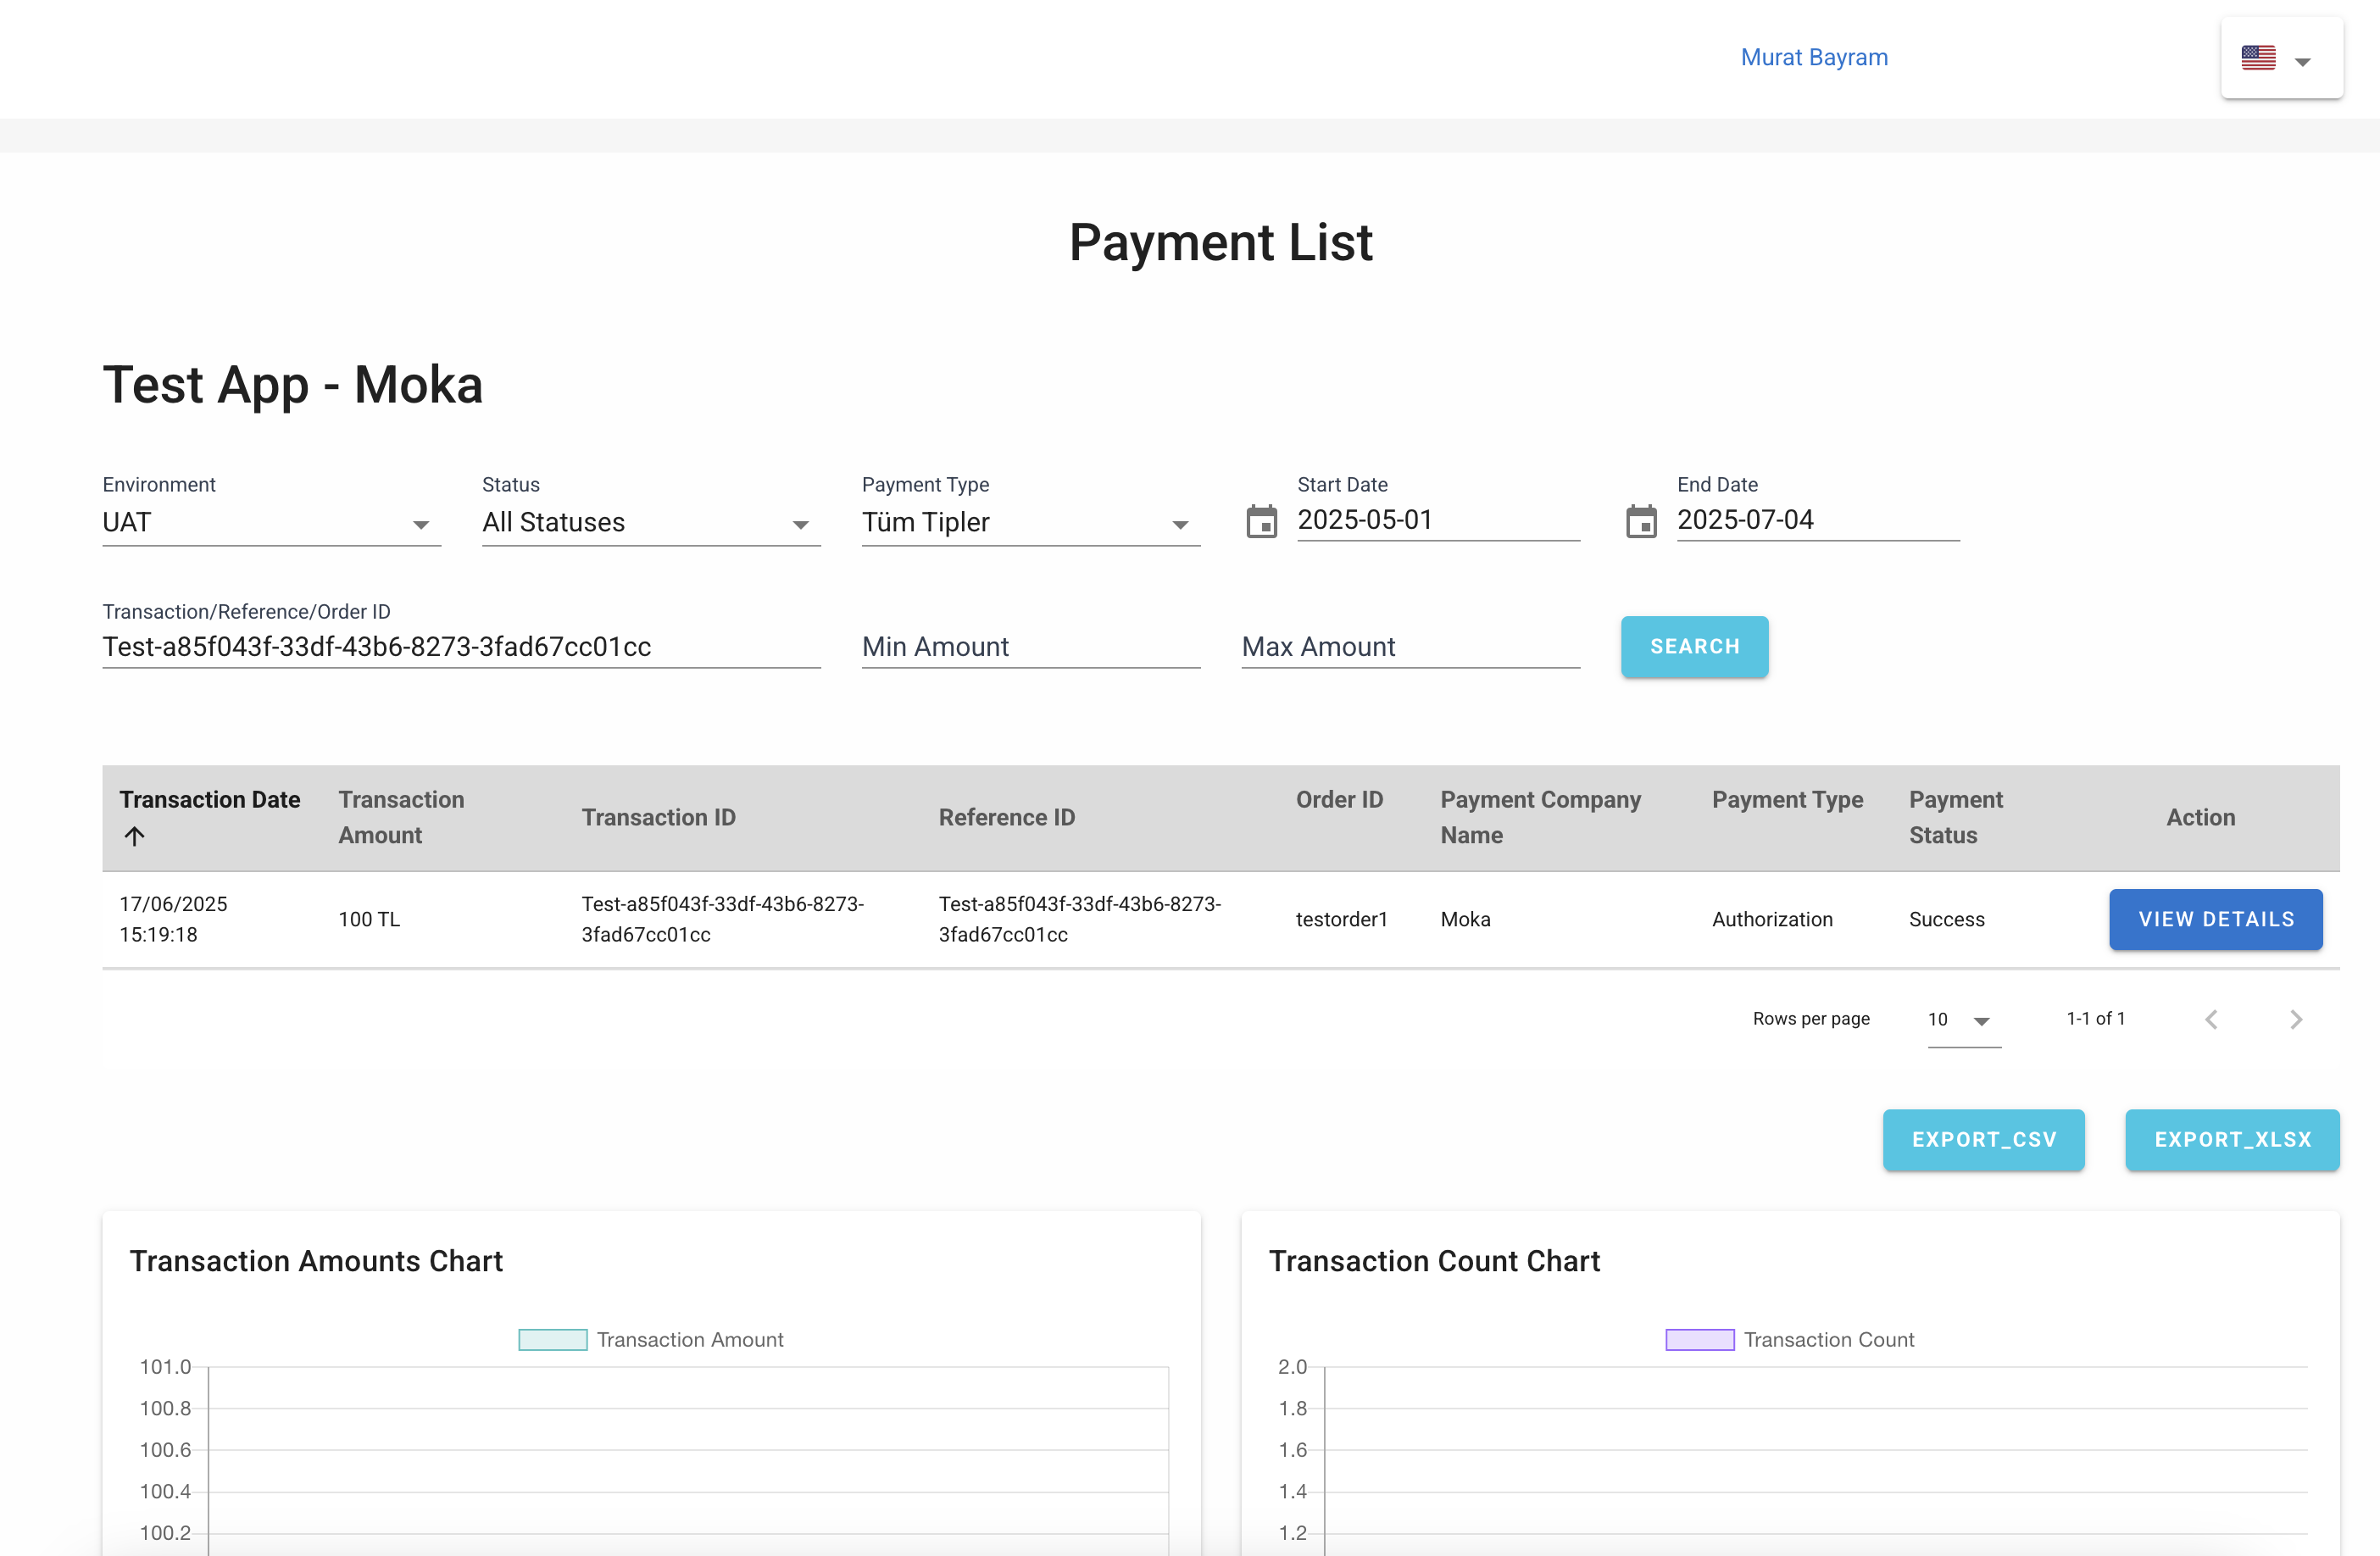 Murat Bayram
Payment List
Test App - Moka
Environment
UAT
Status
All Statuses
Payment Type
Tüm Tipler
Start Date
2025-05-01
End Date
2025-07-04
Transaction/Reference/Order ID
Test-a85f043f-33df-43b6-8273-3fad67cc01cc
Min Amount
Max Amount
SEARCH
Transaction Date
Transaction
Amount
Transaction ID
Reference ID
Order ID
Payment Company
Name
Payment Type
Payment
Status
Action
17/06/2025
15:19:18
100 TL
Test-a85f043f-33df-43b6-8273-
3fad67cc01cc
Test-a85f043f-33df-43b6-8273-
3fad67cc01cc
testorder1
Moka
Authorization
Success
VIEW DETAILS
Rows per page
10
1-1 of 1
EXPORT_CSV
EXPORT_XLSX
Transaction Amounts Chart
Transaction Amount
101.0
100.8
100.6
100.4
100.2
Transaction Count Chart
Transaction Count
2.0
1.8
1.6
1.4
1.2